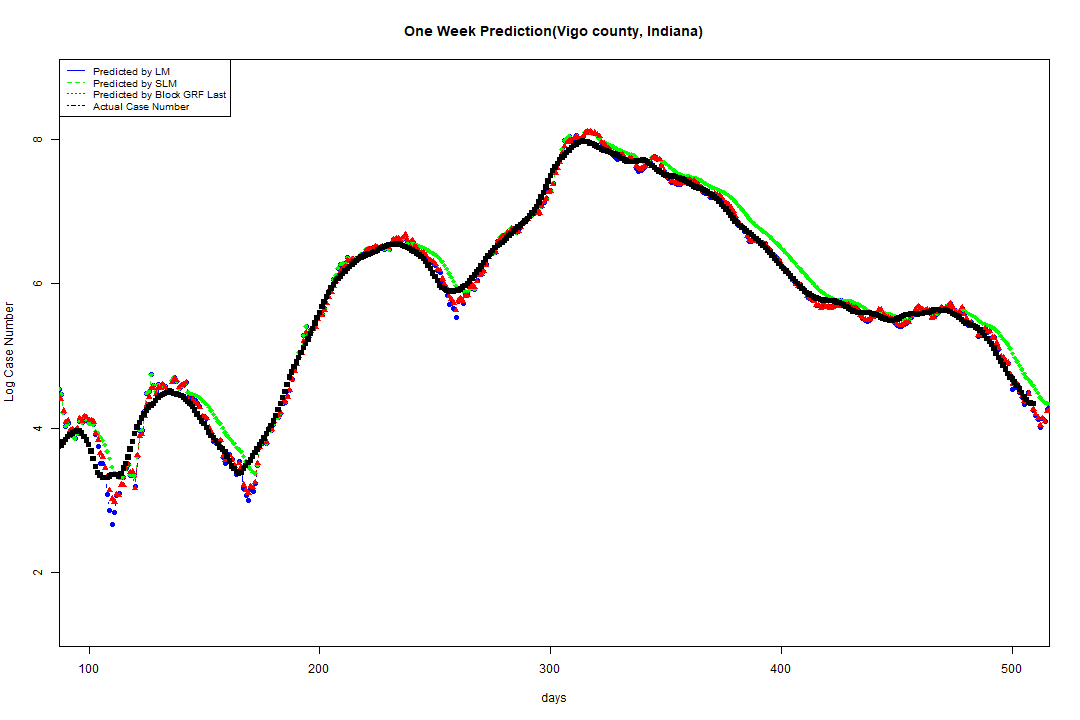 One Week Prediction(Vigo county, Indiana)
Predicted by LM
Predicted by SLM
Predicted by Block GRF Last
Actual Case Number
8
6
4
2
Log Case Number
100 200 300 400 500
days